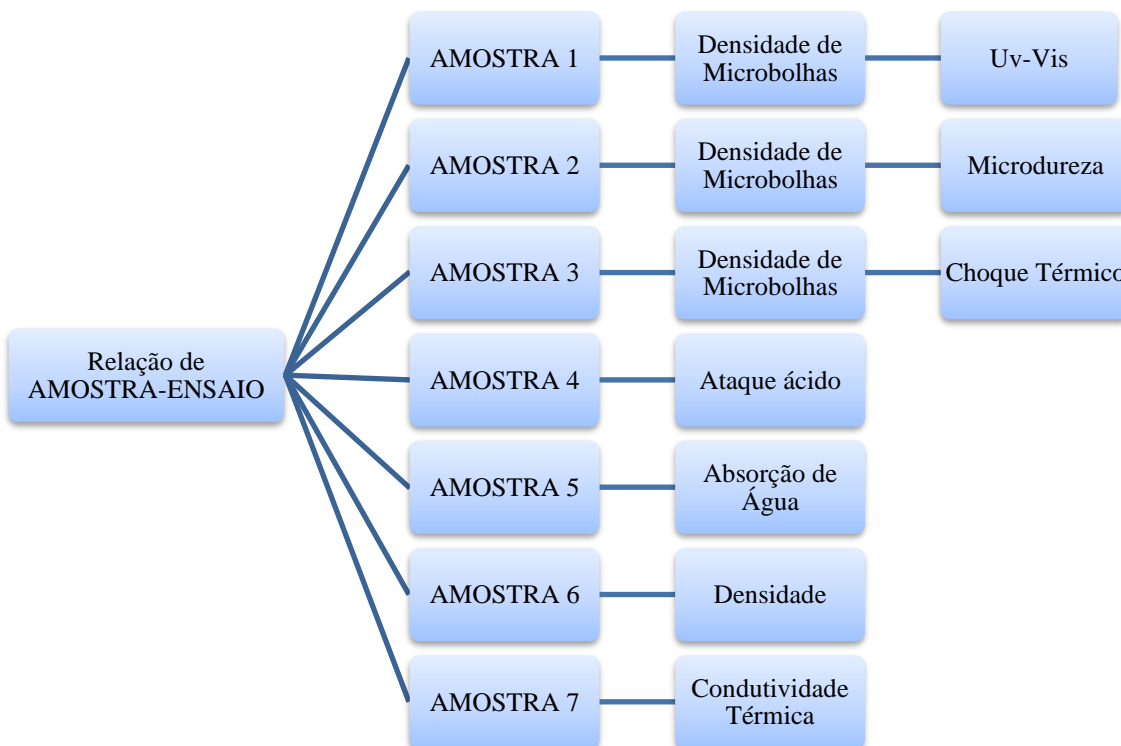 AMOSTRA 1
Densidade de
Microbolhas
Uv-Vis
AMOSTRA 2
Densidade de
Microbolhas
Microdureza
AMOSTRA 3
Densidade de
Microbolhas
Choque Térmico
Relação de
AMOSTRA-ENSAIO
AMOSTRA 4
Ataque ácido
AMOSTRA 5
Absorção de
Água
AMOSTRA 6
Densidade
AMOSTRA 7
Condutividade
Térmica